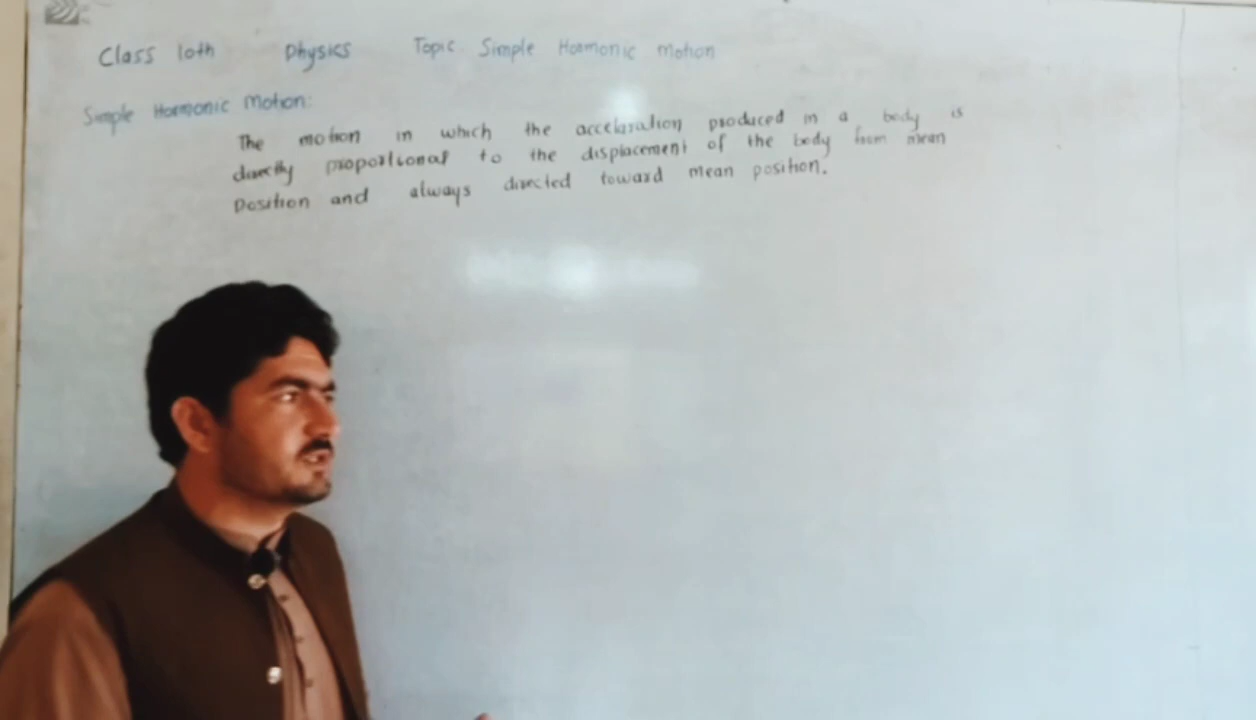 Class 10th Physics Topic Simple Harmonic Motion
Simple Harmonic Motion:
The motion in which the acceleration produced in a body is
directly proportional to the displacement of the body from mean
position and always directed toward mean position.